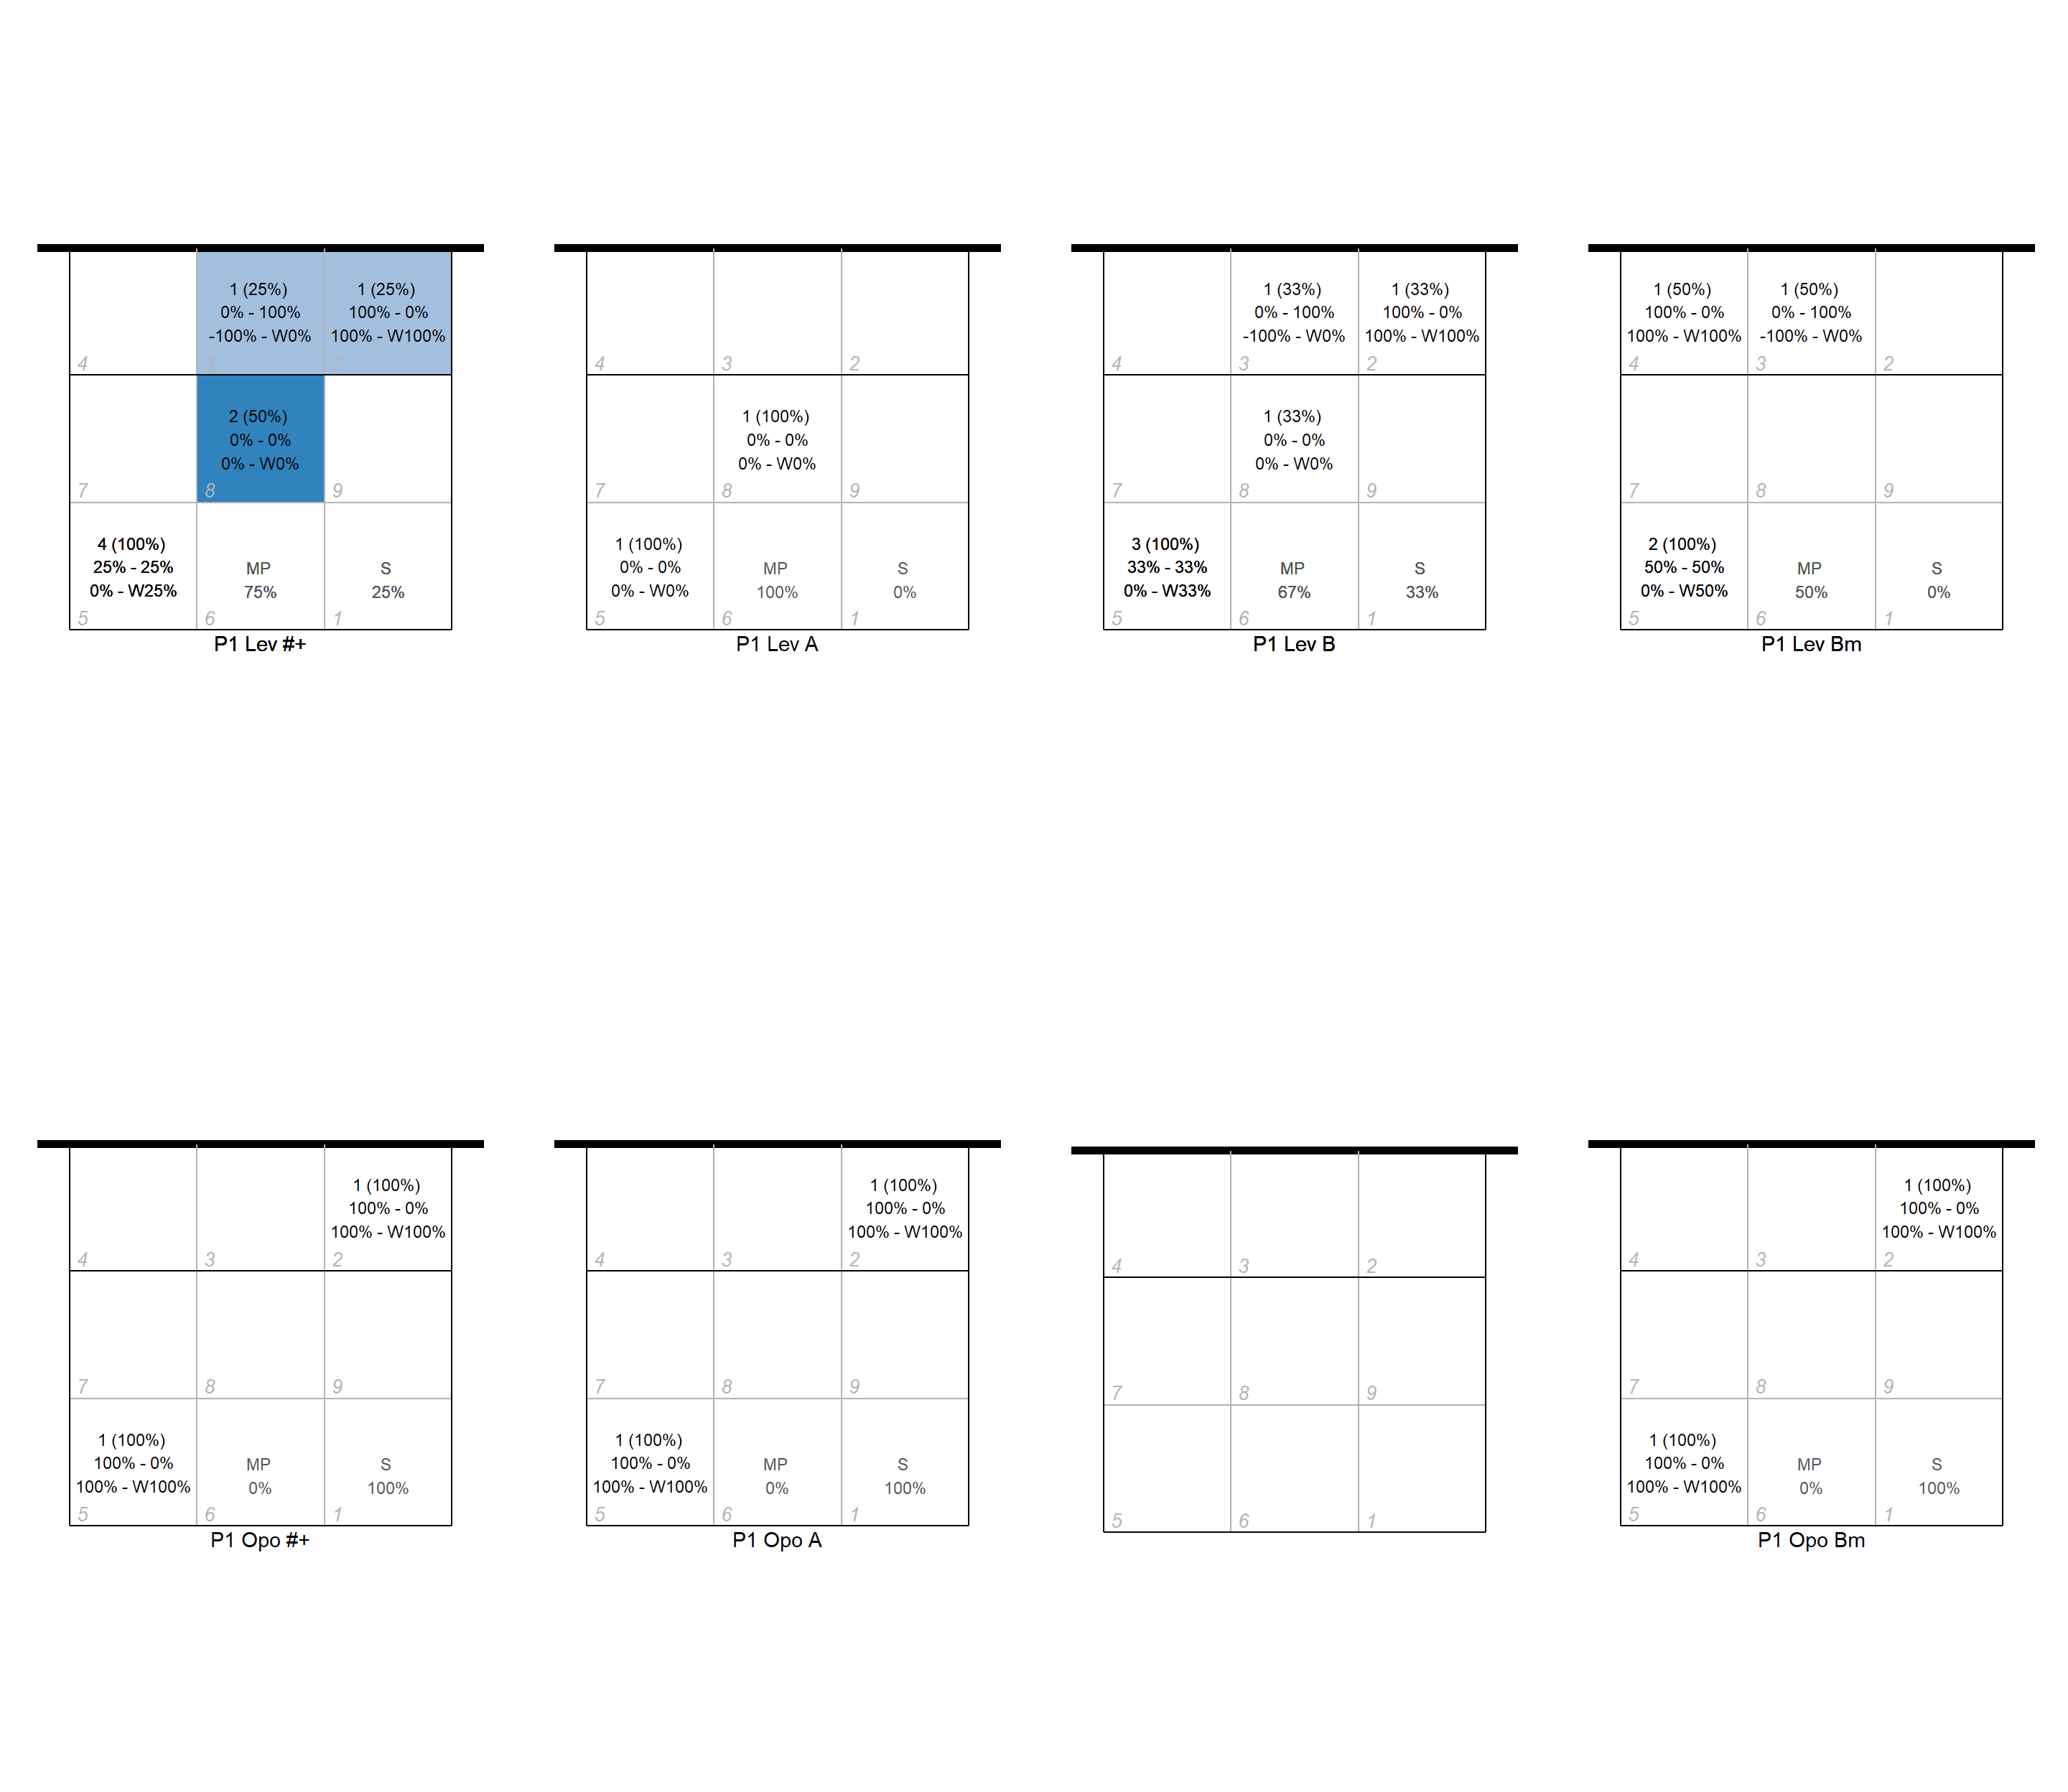 1 (25%)
0% - 100%
-100% - W0%
3
1 (25%)
100% - 0%
100% - W100%
2
4
2 (50%)
0% - 0%
0% - W0%
7
8
9
4 (100%)
25% - 25%
0% - W25%
5
MP
75%
6
S
25%
1
P1 Lev #+
4
3
2
1 (100%)
0% - 0%
0% - W0%
7
8
9
1 (100%)
0% - 0%
0% - W0%
5
MP
100%
6
S
0%
1
P1 Lev A
4
1 (33%)
0% - 100%
-100% - W0%
3
1 (33%)
100% - 0%
100% - W100%
2
7
1 (33%)
0% - 0%
0% - W0%
8
9
3 (100%)
33% - 33%
0% - W33%
5
MP
67%
6
S
33%
1
P1 Lev B
1 (50%)
100% - 0%
100% - W100%
4
1 (50%)
0% - 100%
-100% - W0%
3
2
7
8
9
2 (100%)
50% - 50%
0% - W50%
5
MP
50%
6
S
0%
1
P1 Lev Bm
4
3
1 (100%)
100% - 0%
100% - W100%
2
7
8
9
1 (100%)
100% - 0%
100% - W100%
5
MP
0%
6
S
100%
1
P1 Opo #+
4
3
1 (100%)
100% - 0%
100% - W100%
2
7
8
9
1 (100%)
100% - 0%
100% - W100%
5
MP
0%
6
S
100%
1
P1 Opo A
4
3
2
7
8
9
5
6
1
4
3
1 (100%)
100% - 0%
100% - W100%
2
7
8
9
1 (100%)
100% - 0%
100% - W100%
5
MP
0%
6
S
100%
1
P1 Opo Bm